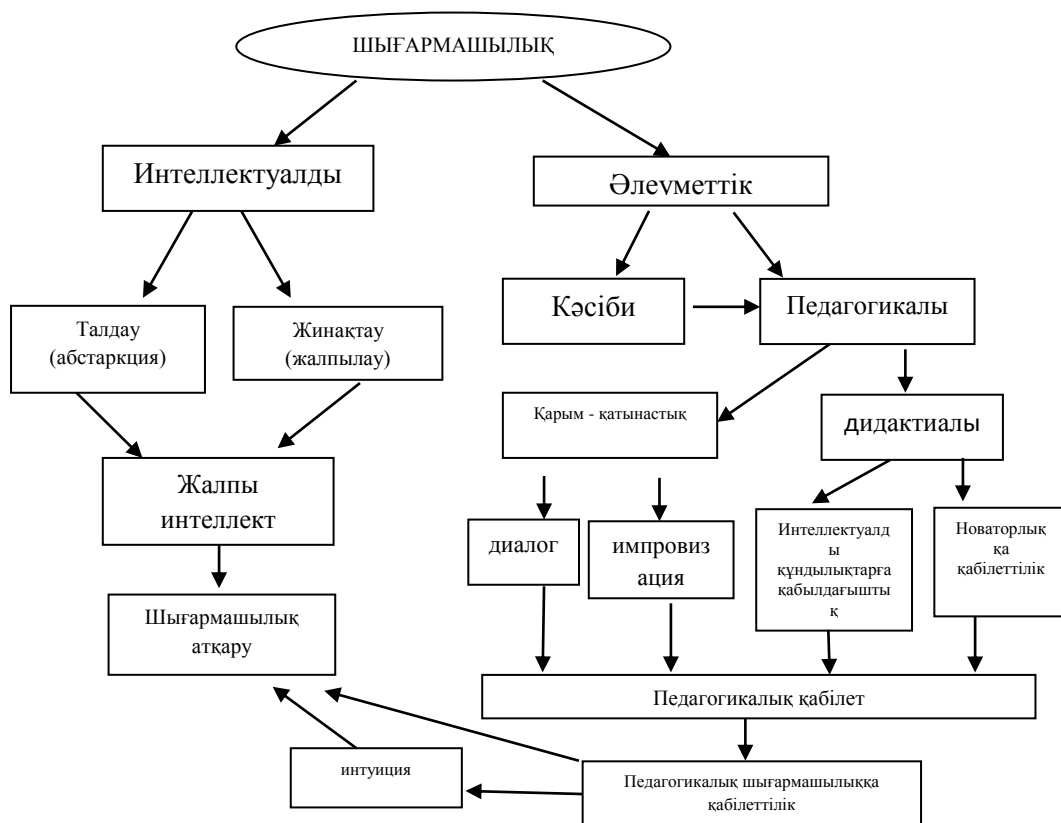 ШЫҒАРМАШЫЛЫҚ
Интеллектуалды
Әлеуметтік
Талдау
(абстаркция)
Жинақтау
(жалпылау)
Кәсіби
Педагогикалы
Қарым - қатынастық
дидактиалы
Жалпы
интеллект
диалог
импровиз
ация
Интеллектуалд
ы
құндылықтарға
қабылдағыштық
қ
Новаторлық
қа
қабілеттілік
Шығармашылық
атқару
Педагогикалық қабілет
интуиция
Педагогикалық шығармашылыққа
қабілеттілік